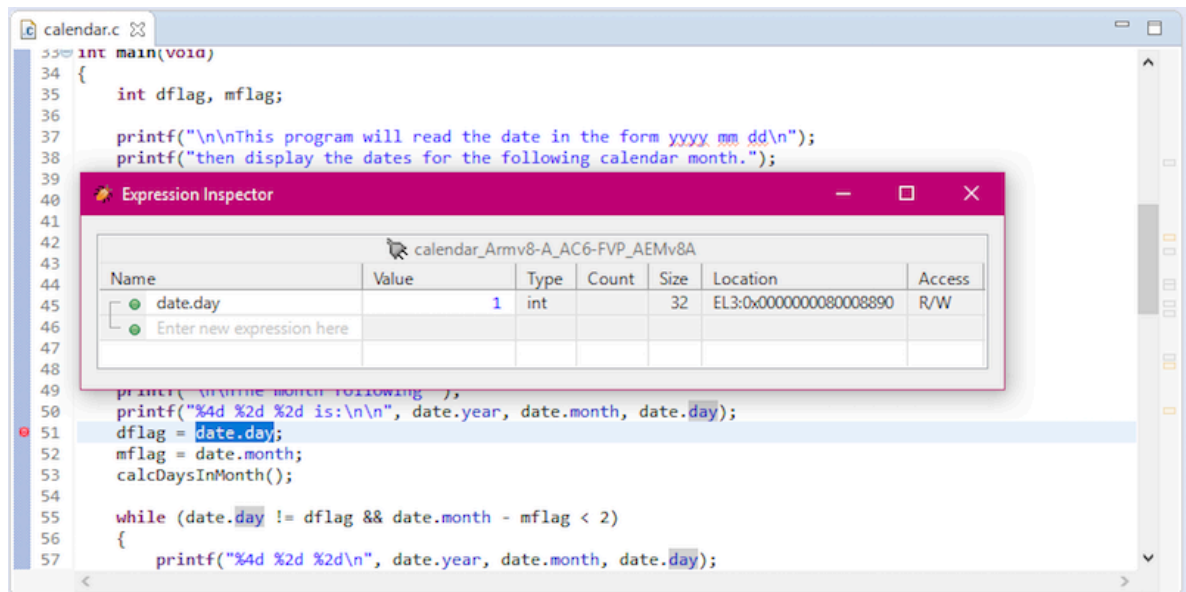 calendar.c
33 int main(void)
34 {
35 int dflag, mflag;
36
37 printf("\n\nThis program will read the date in the form yyyy mm dd\n");
38 printf("then display the dates for the following calendar month.");
39
40
41
42
43
44
45
46
47
48
Expression Inspector
calendar_Armv8-A_AC6-FVP_AEMv8A
Name Value Type Count Size Location Access
date.day 1 int 32 EL3:0x0000000080008890 R/W
Enter new expression here
49 printf("\n\nThe month following ");
50 printf("%4d %2d %2d is:\n\n", date.year, date.month, date.day);
51 dflag = date.day;
52 mflag = date.month;
53 calcDaysInMonth();
54
55 while (date.day != dflag && date.month - mflag < 2)
56 {
57 printf("%4d %2d %2d\n", date.year, date.month, date.day);